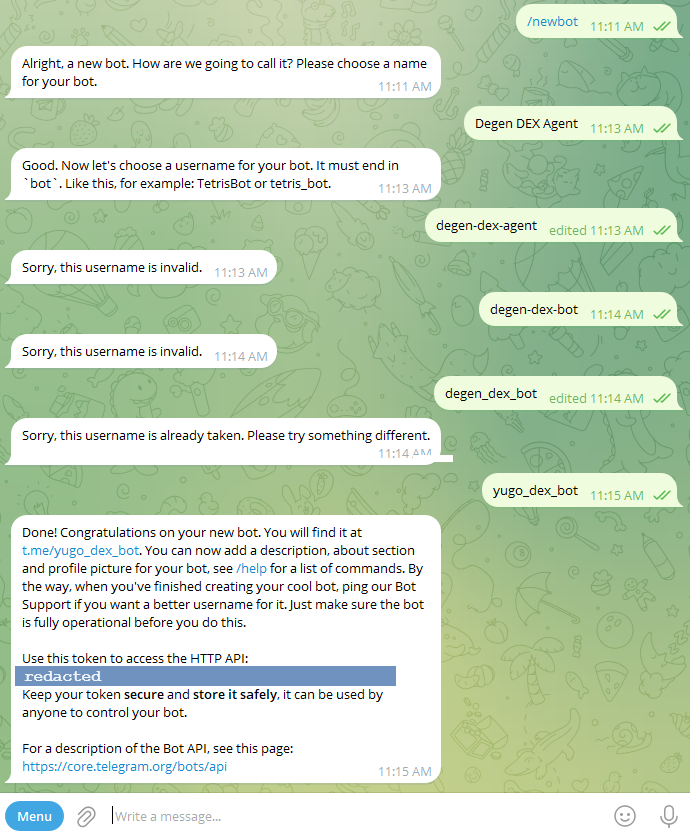 /newbot 11:11 AM
Alright, a new bot. How are we going to call it? Please choose a name
for your bot. 11:11 AM
Degen DEX Agent 11:13 AM
Good. Now let's choose a username for your bot. It must end in
`bot`. Like this, for example: TetrisBot or tetris_bot. 11:13 AM
degen-dex-agent edited 11:13 AM
Sorry, this username is invalid. 11:13 AM
degen-dex-bot 11:14 AM
Sorry, this username is invalid. 11:14 AM
degen_dex_bot edited 11:14 AM
Sorry, this username is already taken. Please try something different.
11:14 AM
yugo_dex_bot 11:15 AM
Done! Congratulations on your new bot. You will find it at
t.me/yugo_dex_bot. You can now add a description, about section
and profile picture for your bot, see /help for a list of commands. By
the way, when you've finished creating your cool bot, ping our Bot
Support if you want a better username for it. Just make sure the bot
is fully operational before you do this.
Use this token to access the HTTP API:
redacted
Keep your token secure and store it safely, it can be used by
anyone to control your bot.
For a description of the Bot API, see this page:
https://core.telegram.org/bots/api 11:15 AM
Menu Write a message...